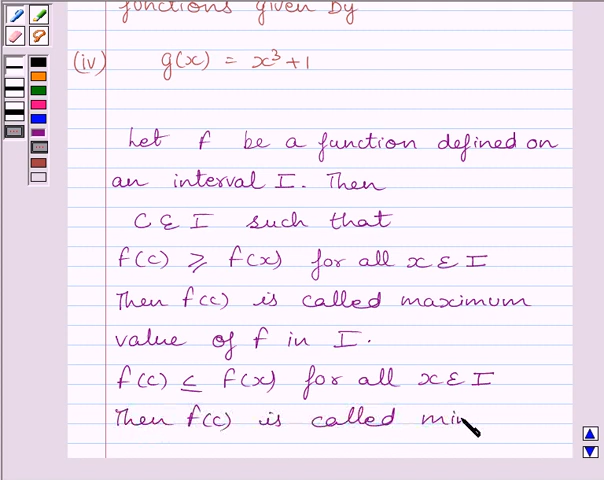 functions given by
(iv) g(x) = x³+1
Let f be a function defined on
an interval I. Then
C ε I such that
f(c) ⩾ f(x) for all x ε I
Then f(c) is called maximum
value of f in I.
f(c) ≤ f(x) for all x ε I
Then f(c) is called mi